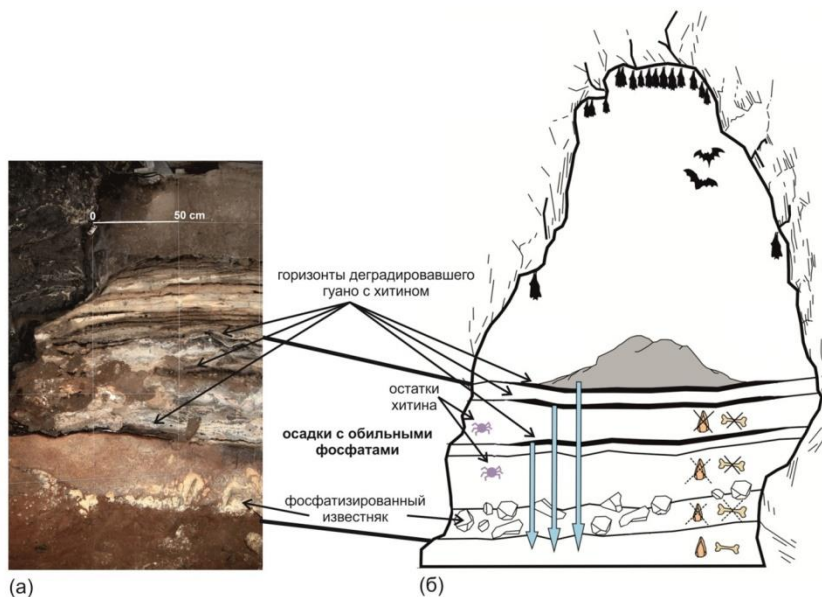 0 50 cm
горизонты деградировавшего
гуано с хитином
остатки
хитина
осадки с обильными
фосфатами
фосфатизированный
известняк
(а) (б)